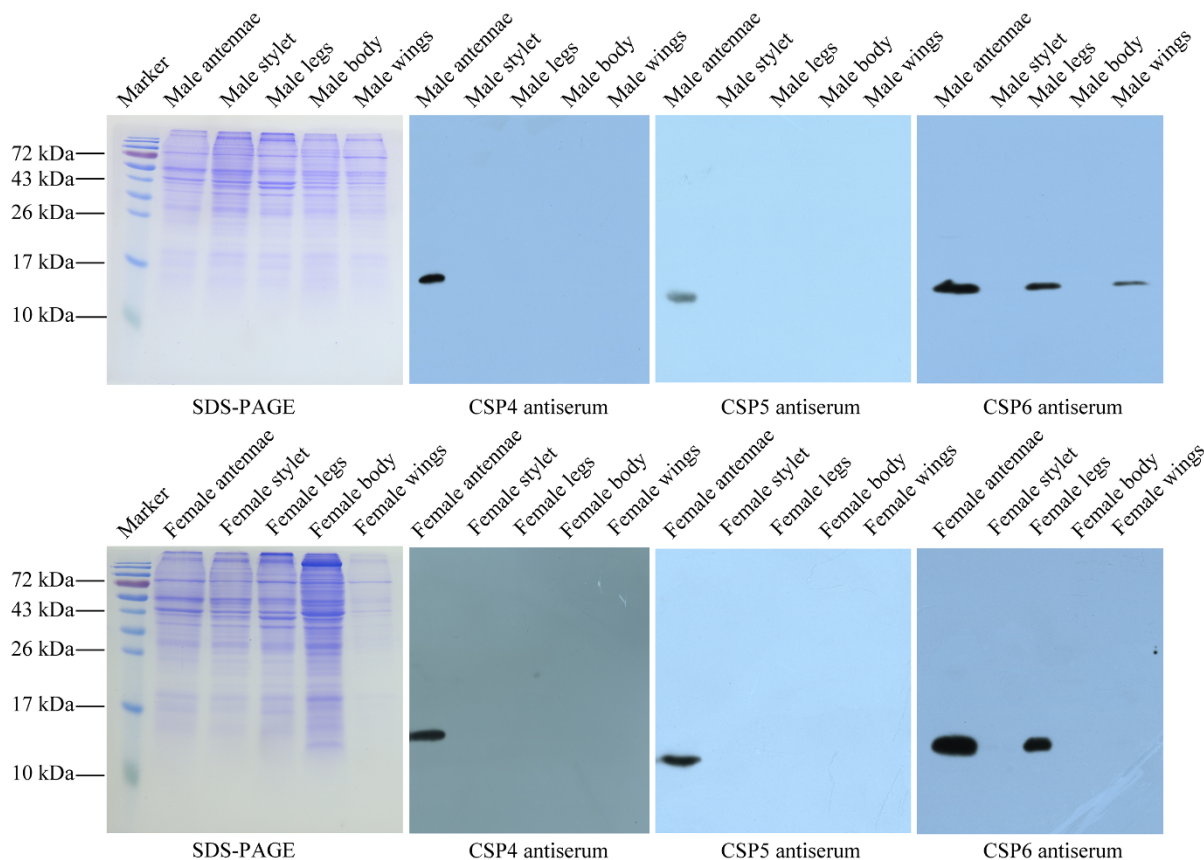 Marker
Male antennae
Male stylet
Male legs
Male body
Male wings
Male antennae
Male stylet
Male legs
Male body
Male wings
Male antennae
Male stylet
Male legs
Male body
Male wings
Male antennae
Male stylet
Male legs
Male body
Male wings
72 kDa
43 kDa
26 kDa
17 kDa
10 kDa
SDS-PAGE
CSP4 antiserum
CSP5 antiserum
CSP6 antiserum
Marker
Female antennae
Female stylet
Female legs
Female body
Female wings
Female antennae
Female stylet
Female legs
Female body
Female wings
Female antennae
Female stylet
Female legs
Female body
Female wings
Female antennae
Female stylet
Female legs
Female body
Female wings
72 kDa
43 kDa
26 kDa
17 kDa
10 kDa
SDS-PAGE
CSP4 antiserum
CSP5 antiserum
CSP6 antiserum